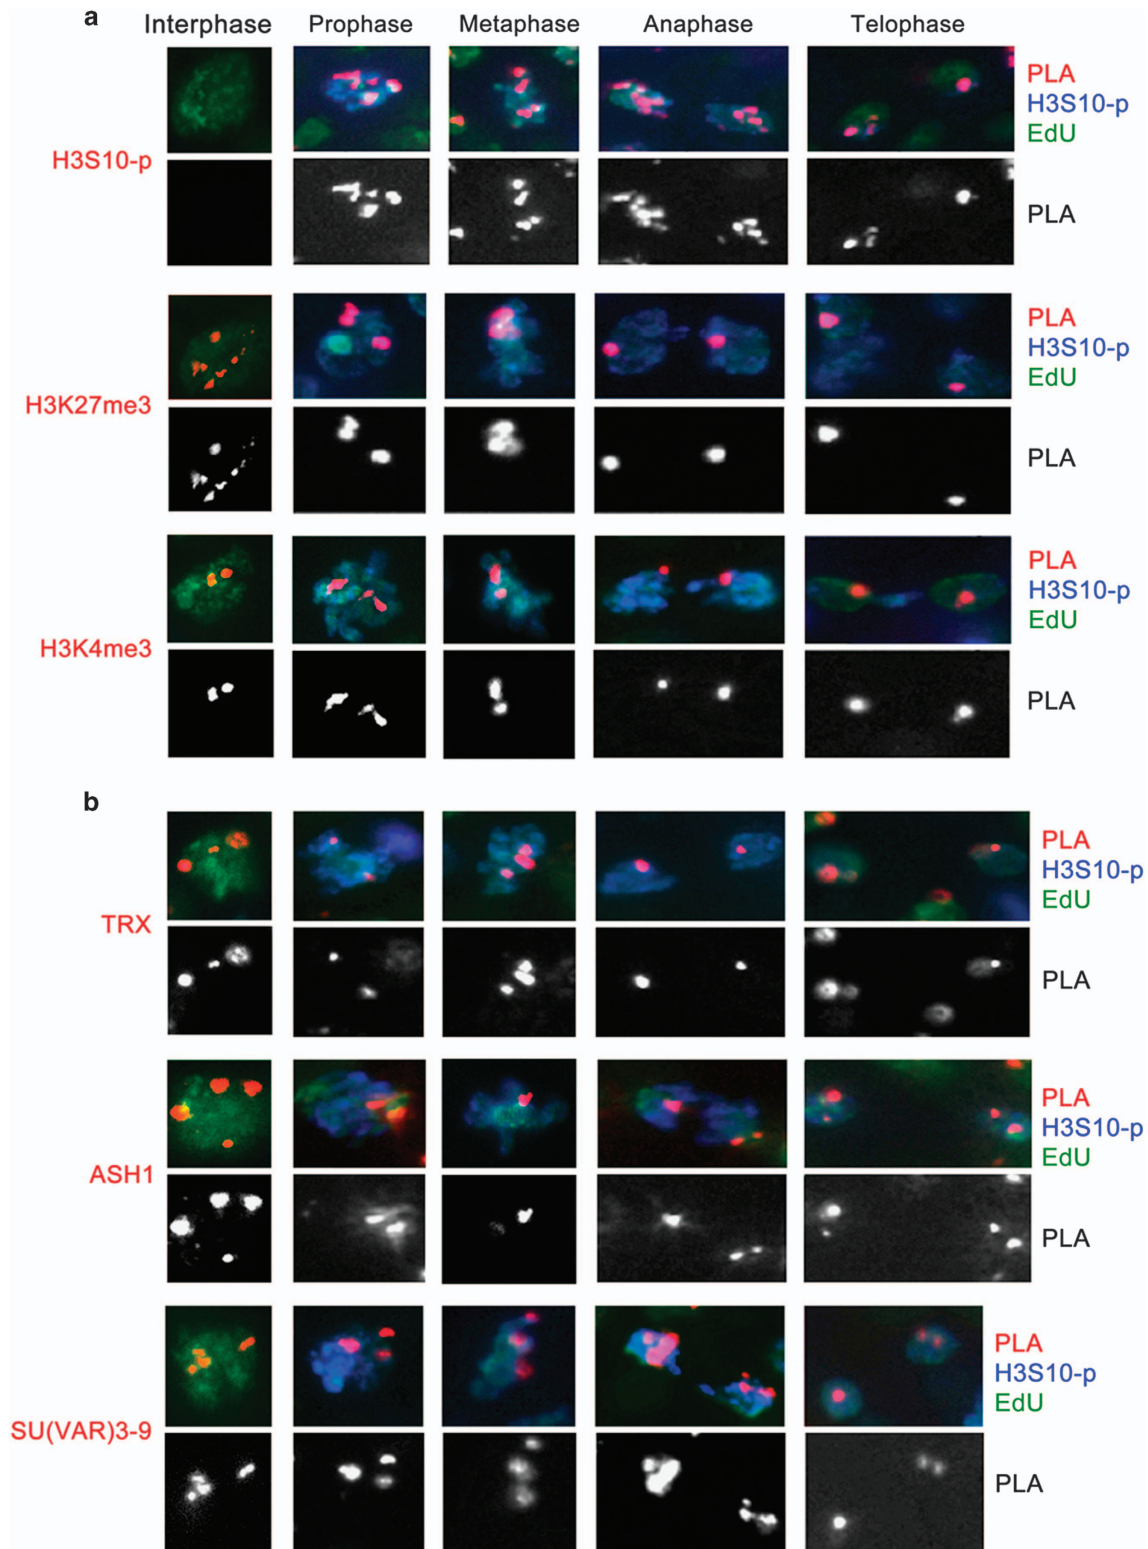 a
Interphase Prophase Metaphase Anaphase Telophase
H3S10-p
PLA
H3S10-p
EdU
PLA
H3K27me3
PLA
H3S10-p
EdU
PLA
H3K4me3
PLA
H3S10-p
EdU
PLA
b
TRX
PLA
H3S10-p
EdU
PLA
ASH1
PLA
H3S10-p
EdU
PLA
SU(VAR)3-9
PLA
H3S10-p
EdU
PLA